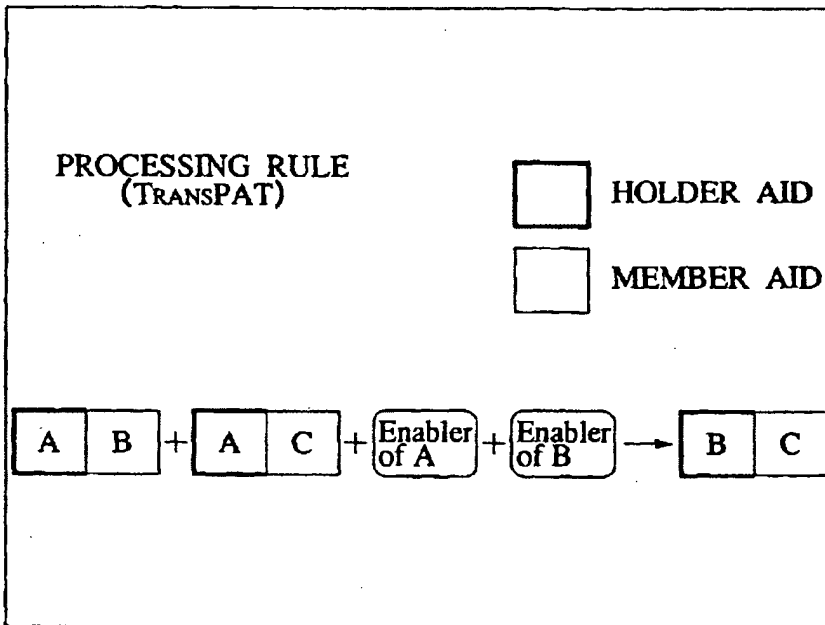 PROCESSING RULE
(TRANSPAT)
HOLDER AID
MEMBER AID
A B + A C + Enabler of A + Enabler of B → B C